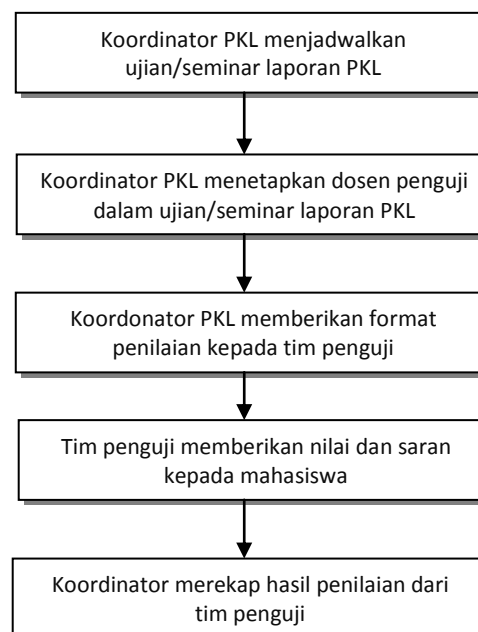 Koordinator PKL menjadwalkan
ujian/seminar laporan PKL
Koordinator PKL menetapkan dosen penguji
dalam ujian/seminar laporan PKL
Koordonator PKL memberikan format
penilaian kepada tim penguji
Tim penguji memberikan nilai dan saran
kepada mahasiswa
Koordinator merekap hasil penilaian dari
tim penguji